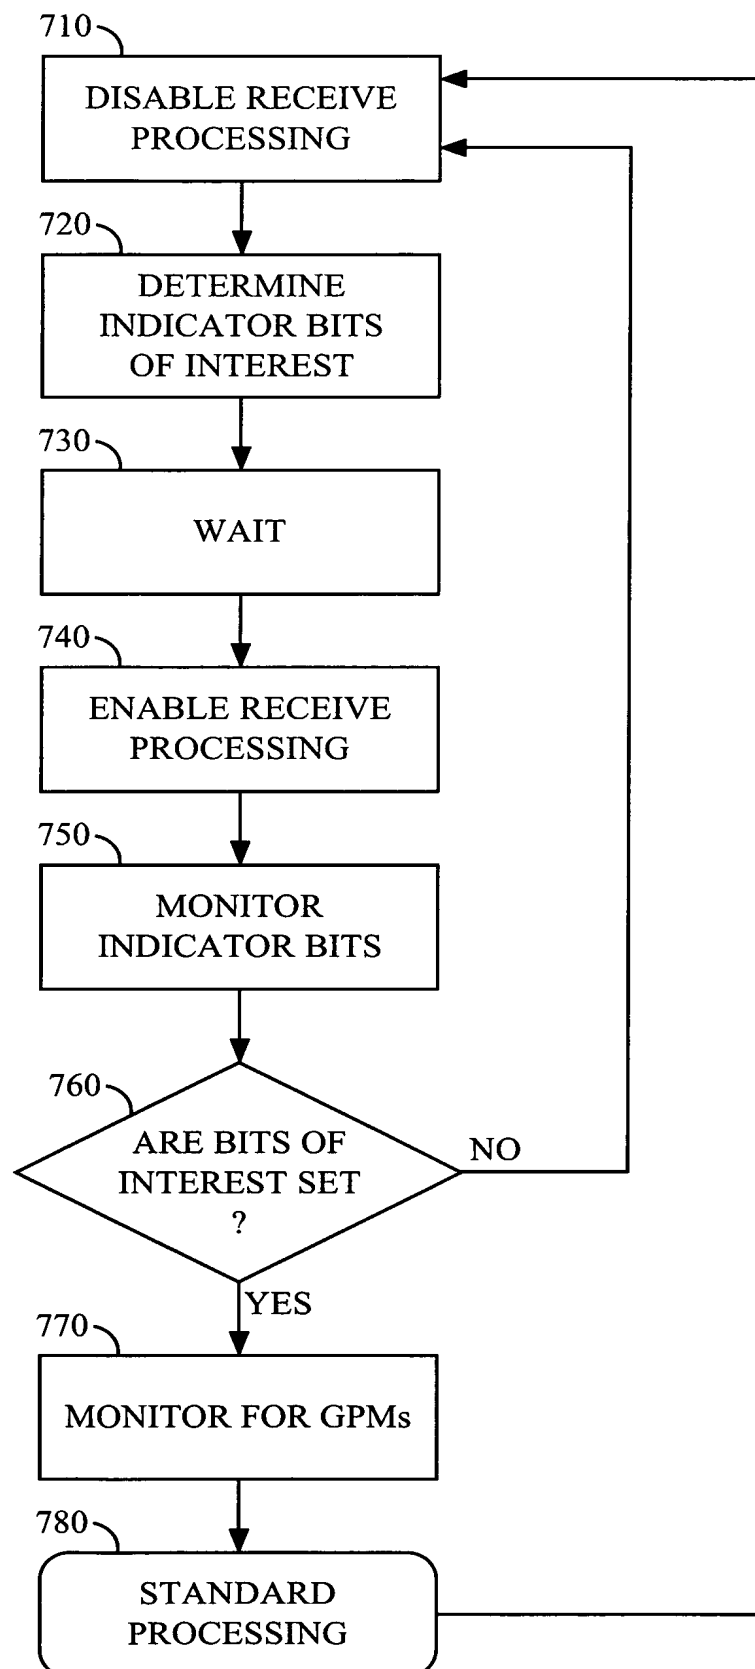 710
DISABLE RECEIVE
PROCESSING
720
DETERMINE
INDICATOR BITS
OF INTEREST
730
WAIT
740
ENABLE RECEIVE
PROCESSING
750
MONITOR
INDICATOR BITS
760
ARE BITS OF
INTEREST SET
?
NO
YES
770
MONITOR FOR GPMs
780
STANDARD
PROCESSING